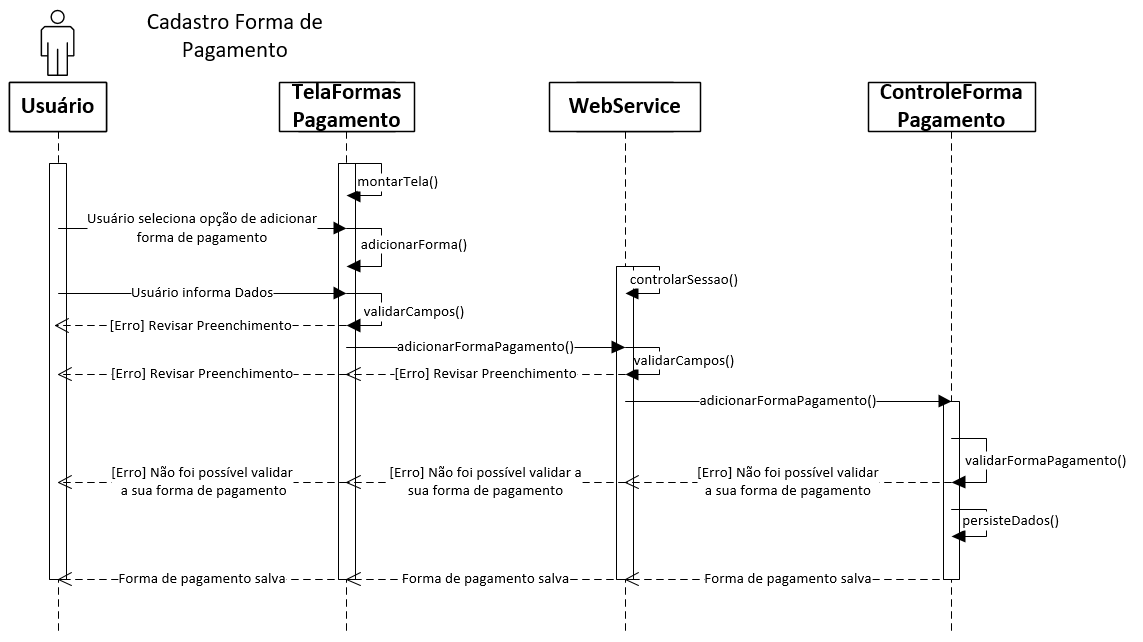 Cadastro Forma de
Pagamento
Usuário
TelaFormas
Pagamento
WebService
ControleForma
Pagamento
montarTela()
Usuário seleciona opção de adicionar
forma de pagamento
adicionarForma()
controlarSessao()
Usuário informa Dados
validarCampos()
[Erro] Revisar Preenchimento
adicionarFormaPagamento()
validarCampos()
[Erro] Revisar Preenchimento
[Erro] Revisar Preenchimento
adicionarFormaPagamento()
validarFormaPagamento()
[Erro] Não foi possível validar
a sua forma de pagamento
[Erro] Não foi possível validar a
sua forma de pagamento
[Erro] Não foi possível validar
a sua forma de pagamento
persisteDados()
Forma de pagamento salva
Forma de pagamento salva
Forma de pagamento salva